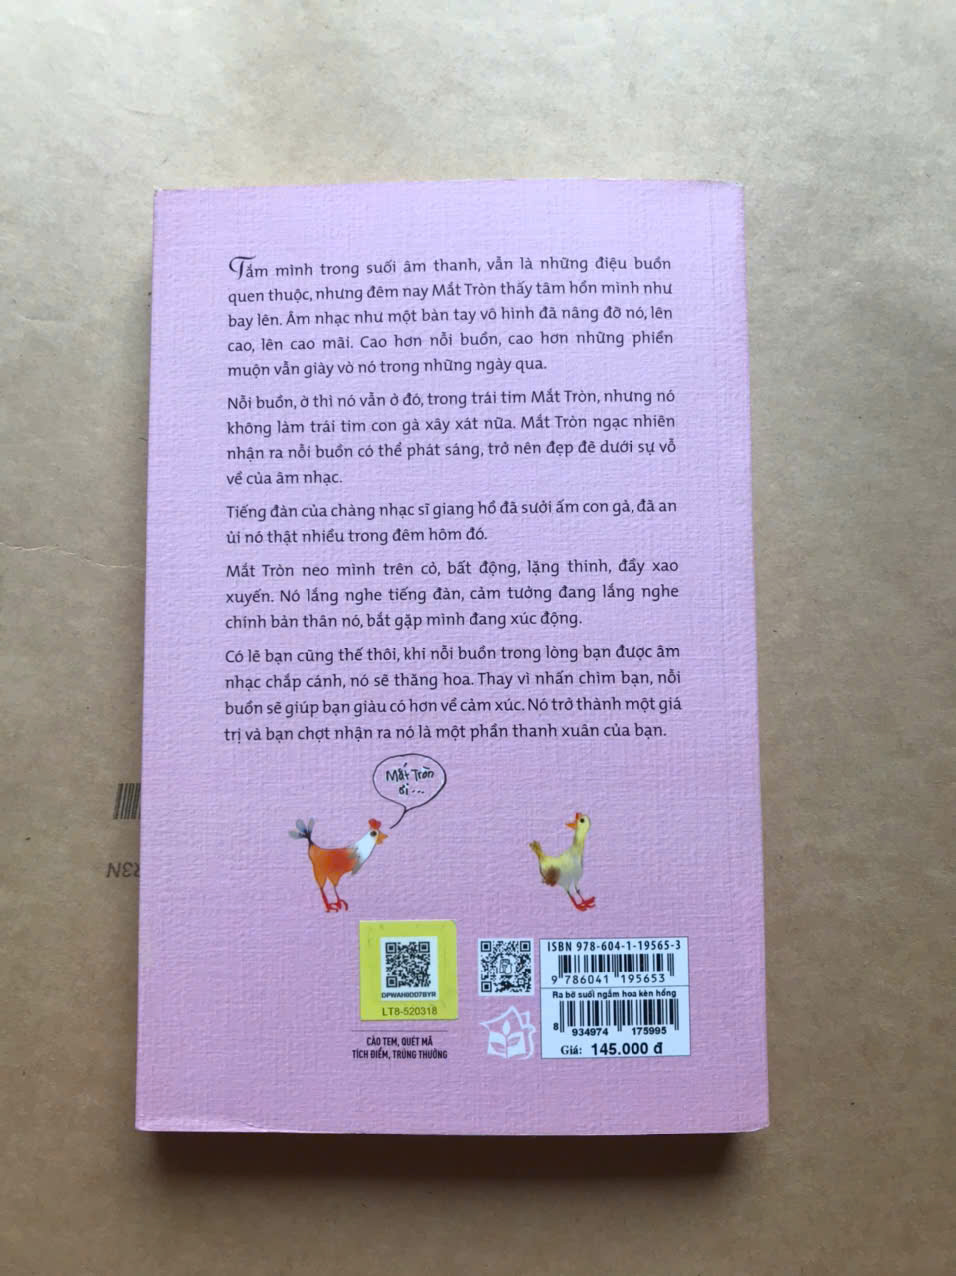 Tắm mình trong suối âm thanh, vẫn là những điệu buồn
quen thuộc, nhưng đêm nay Mắt Tròn thấy tâm hồn mình như
bay lên. Âm nhạc như một bàn tay vô hình đã nâng đỡ nó, lên
cao, lên cao mãi. Cao hơn nỗi buồn, cao hơn những phiền
muộn vẫn giày vò nó trong những ngày qua.
Nỗi buồn, ờ thì nó vẫn ở đó, trong trái tim Mắt Tròn, nhưng nó
không làm trái tim con gà xây xát nữa. Mắt Tròn ngạc nhiên
nhận ra nỗi buồn có thể phát sáng, trở nên đẹp đẽ dưới sự vỗ
về của âm nhạc.
Tiếng đàn của chàng nhạc sĩ giang hồ đã sưởi ấm con gà, đã an
ủi nó thật nhiều trong đêm hôm đó.
Mắt Tròn neo mình trên cỏ, bất động, lặng thinh, đầy xao
xuyến. Nó lắng nghe tiếng đàn, cảm tưởng đang lắng nghe
chính bản thân nó, bắt gặp mình đang xúc động.
Có lẽ bạn cũng thế thôi, khi nỗi buồn trong lòng bạn được âm
nhạc chắp cánh, nó sẽ thăng hoa. Thay vì nhấn chìm bạn, nỗi
buồn sẽ giúp bạn giàu có hơn về cảm xúc. Nó trở thành một giá
trị và bạn chợt nhận ra nó là một phần thanh xuân của bạn.
Mắt Tròn
ơi...
R3N
DPWAH9DD7BYR
LT8-520318
CÀO TEM, QUÉT MÃ
TÍCH ĐIỂM, TRÚNG THƯỞNG
ISBN 978-604-1-19565-3
9 786041 195653
Ra bờ suối ngắm hoa kèn hồng
8 934974 175995
Giá: 145.000 đ